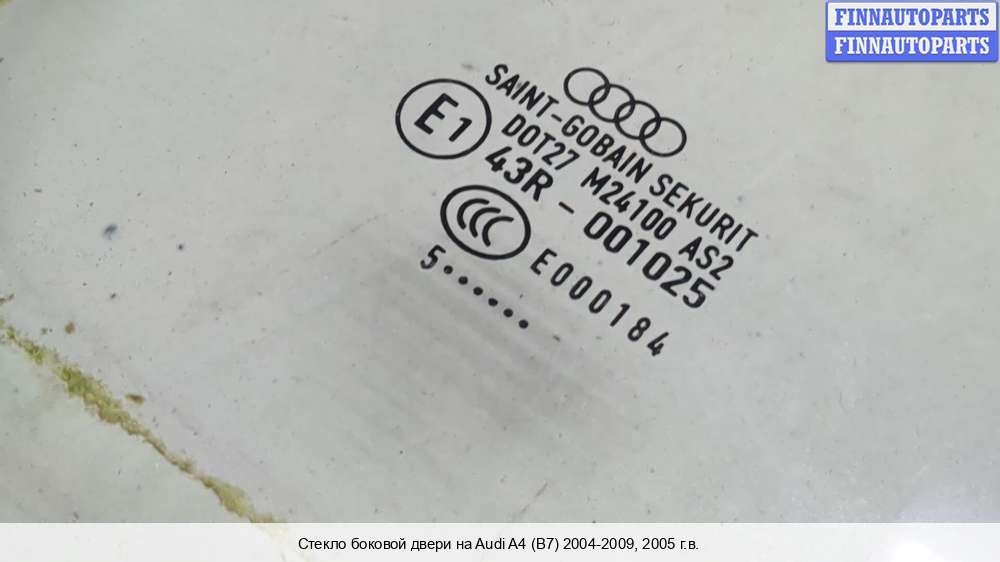 FINNAUTOPARTS
FINNAUTOPARTS
SAINT-GOBAIN SEKURIT
DOT27 M24100 AS2
E1
43R - 001025
CCC E000184
5••••••
Стекло боковой двери на Audi A4 (B7) 2004-2009, 2005 г.в.